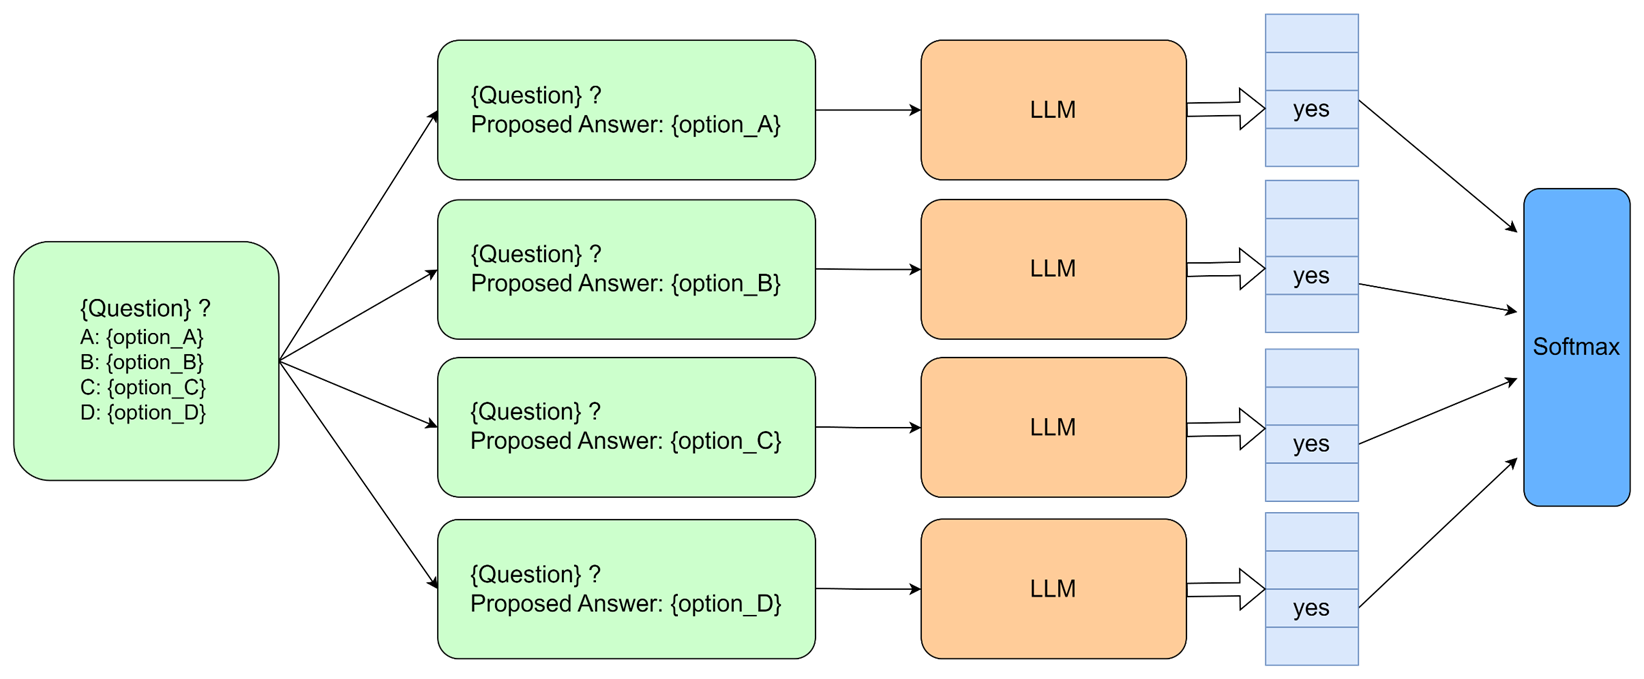 {Question} ?
A: {option_A}
B: {option_B}
C: {option_C}
D: {option_D}
{Question} ?
Proposed Answer: {option_A}
LLM
yes
{Question} ?
Proposed Answer: {option_B}
LLM
yes
{Question} ?
Proposed Answer: {option_C}
LLM
yes
{Question} ?
Proposed Answer: {option_D}
LLM
yes
Softmax